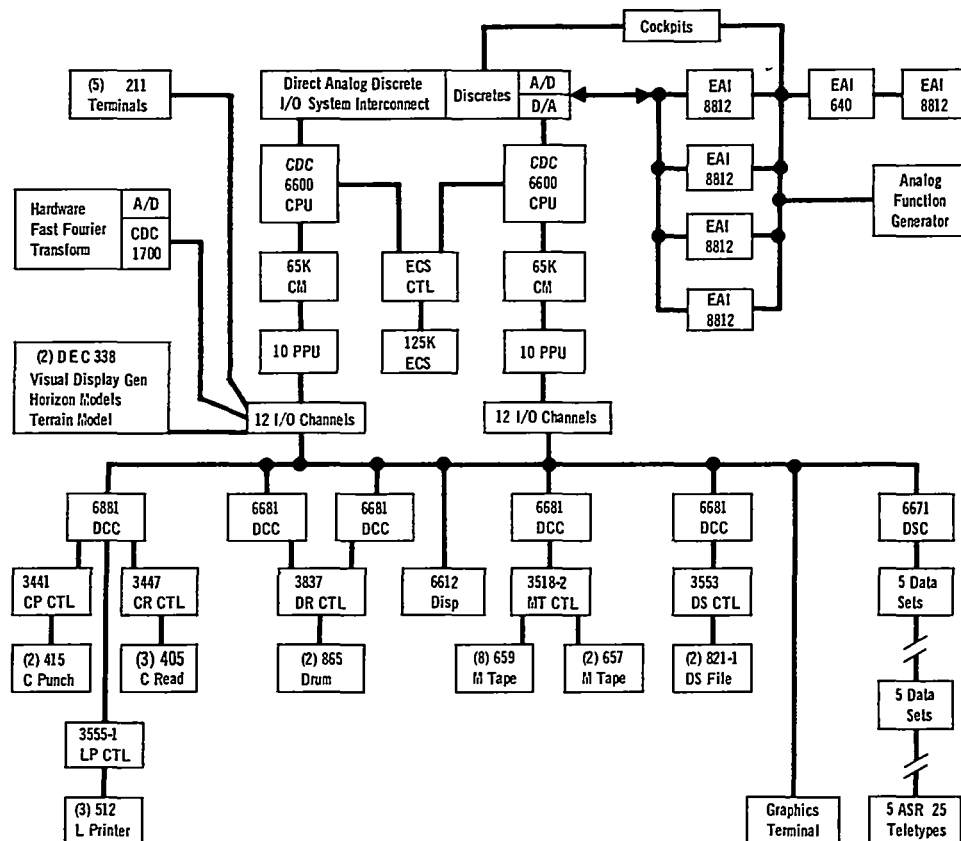 Cockpits
(5) 211
Terminals
Direct Analog Discrete
I/O System Interconnect
Discretes
A/D
D/A
EAI
8812
EAI
640
EAI
8812
CDC
6600
CPU
CDC
6600
CPU
EAI
8812
Hardware
Fast Fourier
Transform
A/D
CDC
1700
Analog
Function
Generator
EAI
8812
65K
CM
ECS
CTL
65K
CM
EAI
8812
10 PPU
125K
ECS
10 PPU
(2) DEC 338
Visual Display Gen
Horizon Models
Terrain Model
12 I/O Channels
12 I/O Channels
6881
DCC
6681
DCC
6681
DCC
6681
DCC
6681
DCC
6671
DSC
3441
CP CTL
3447
CR CTL
3837
DR CTL
6612
Disp
3518-2
MT CTL
3553
DS CTL
5 Data
Sets
(2) 415
C Punch
(3) 405
C Read
(2) 865
Drum
(8) 659
M Tape
(2) 657
M Tape
(2) 821-1
DS File
5 Data
Sets
3555-1
LP CTL
(3) 512
L Printer
Graphics
Terminal
5 ASR 25
Teletypes